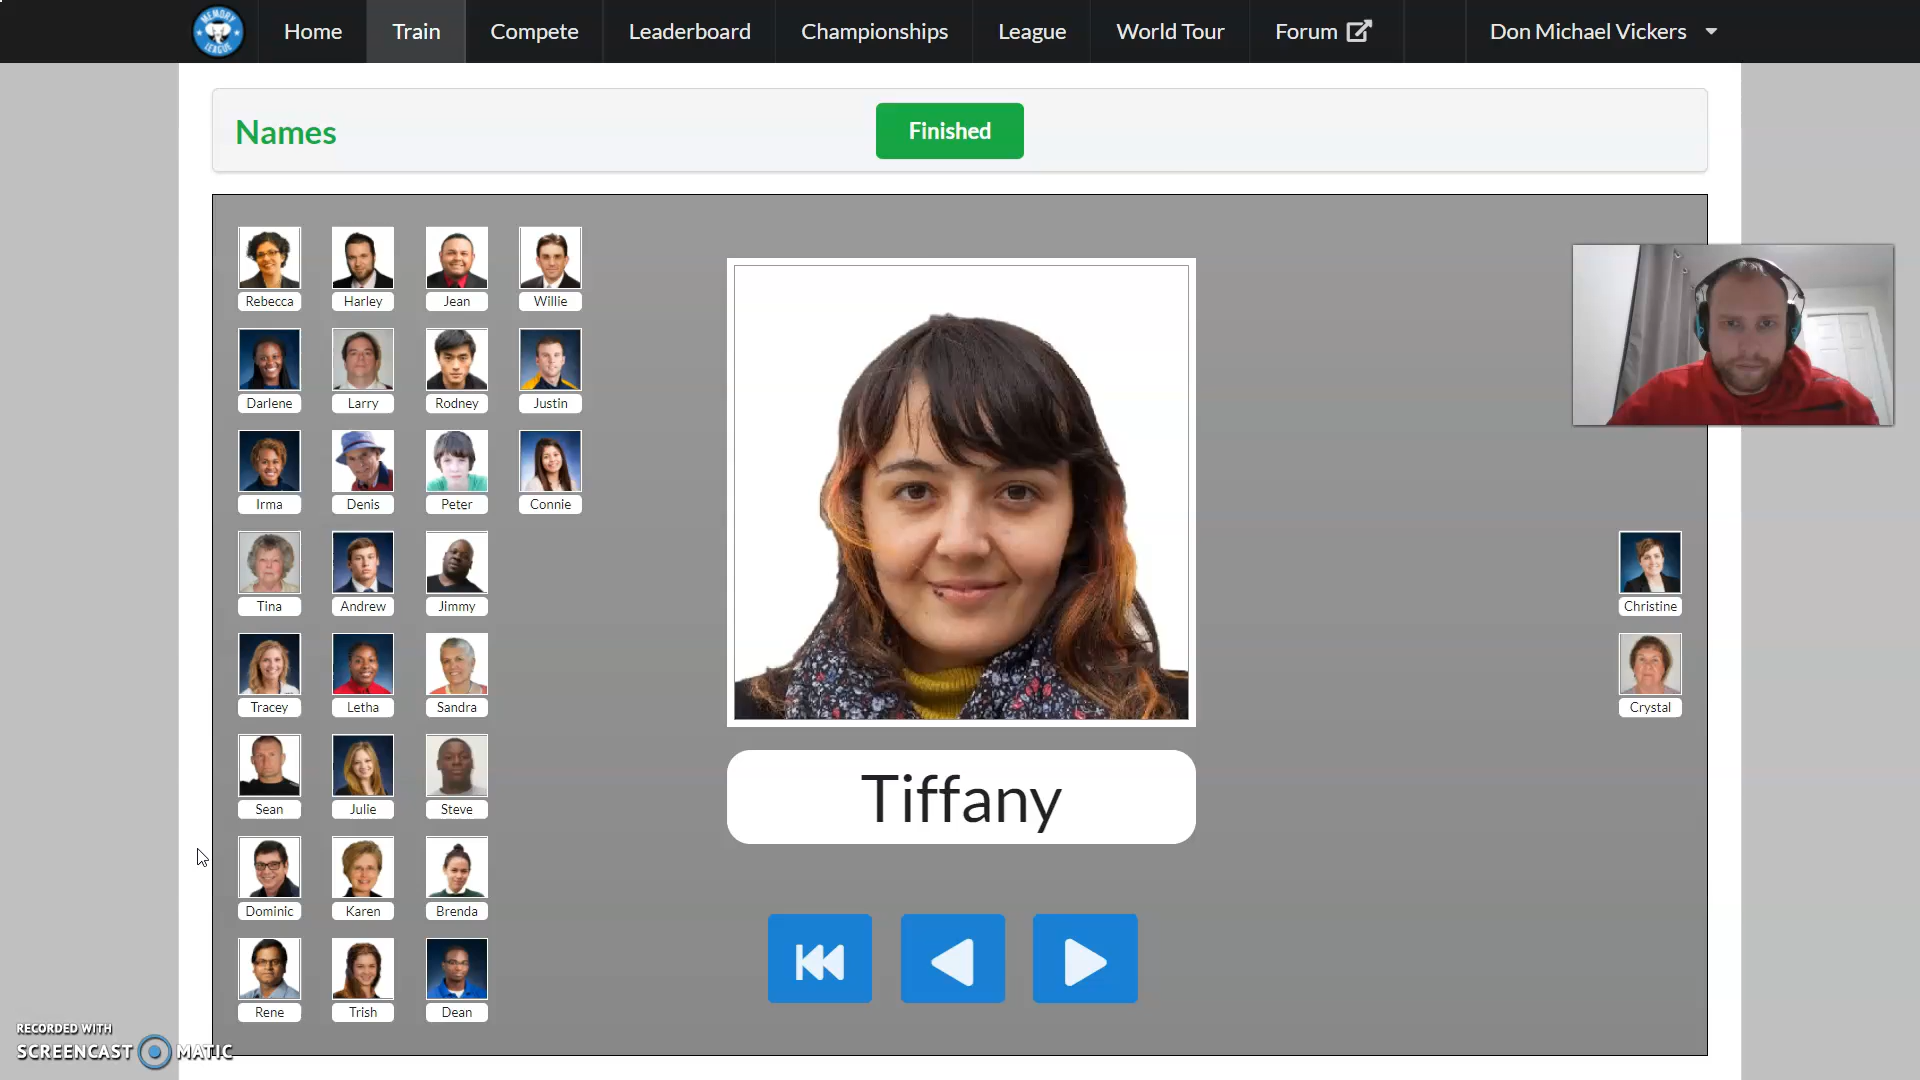 MEMORY LEAGUE
Home Train Compete Leaderboard Championships League World Tour Forum Don Michael Vickers
Names
Finished
Rebecca Harley Jean Willie
Darlene Larry Rodney Justin
Irma Denis Peter Connie
Tina Andrew Jimmy Christine
Tracey Letha Sandra Crystal
Sean Julie Steve
Tiffany
Dominic Karen Brenda
Rene Trish Dean
RECORDED WITH
SCREENCAST MATIC